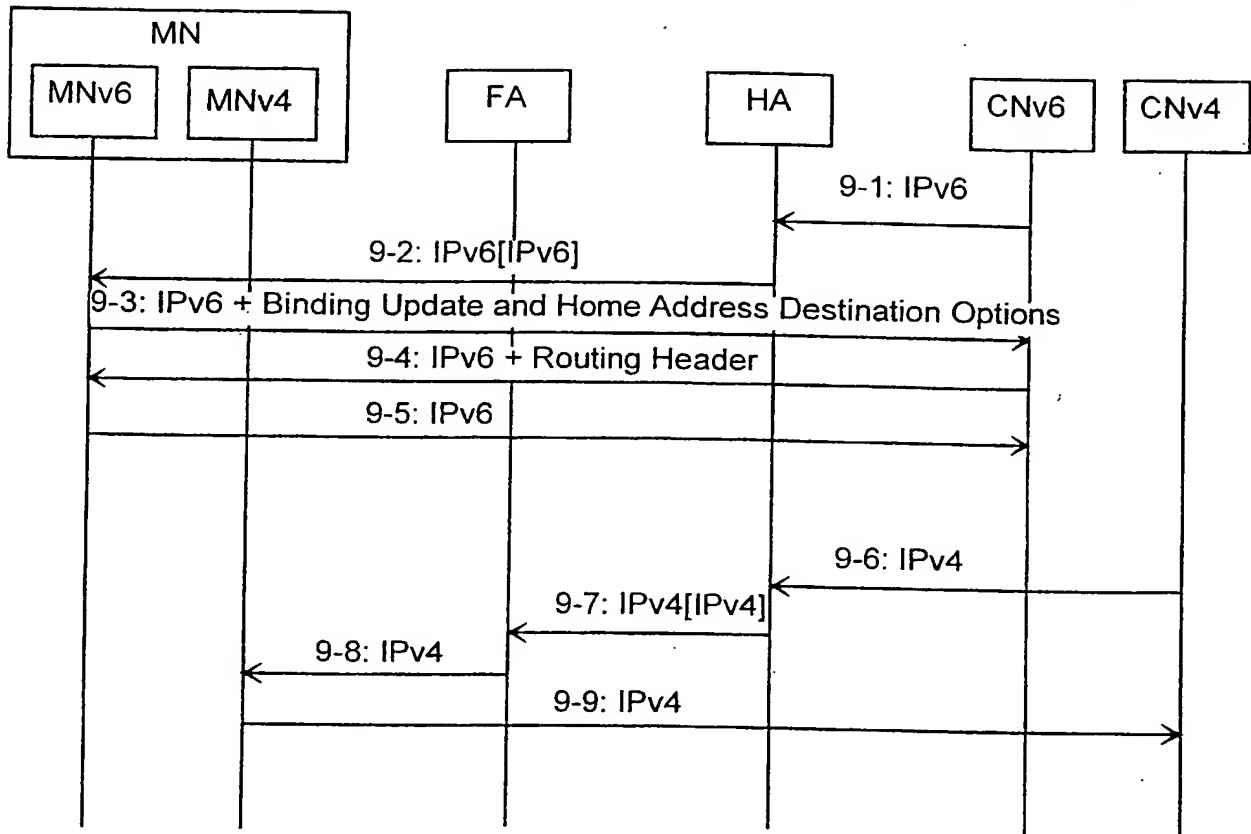 MN
MNv6
MNv4
FA
HA
CNv6
CNv4
9-1: IPv6
9-2: IPv6[IPv6]
9-3: IPv6 + Binding Update and Home Address Destination Options
9-4: IPv6 + Routing Header
9-5: IPv6
9-6: IPv4
9-7: IPv4[IPv4]
9-8: IPv4
9-9: IPv4